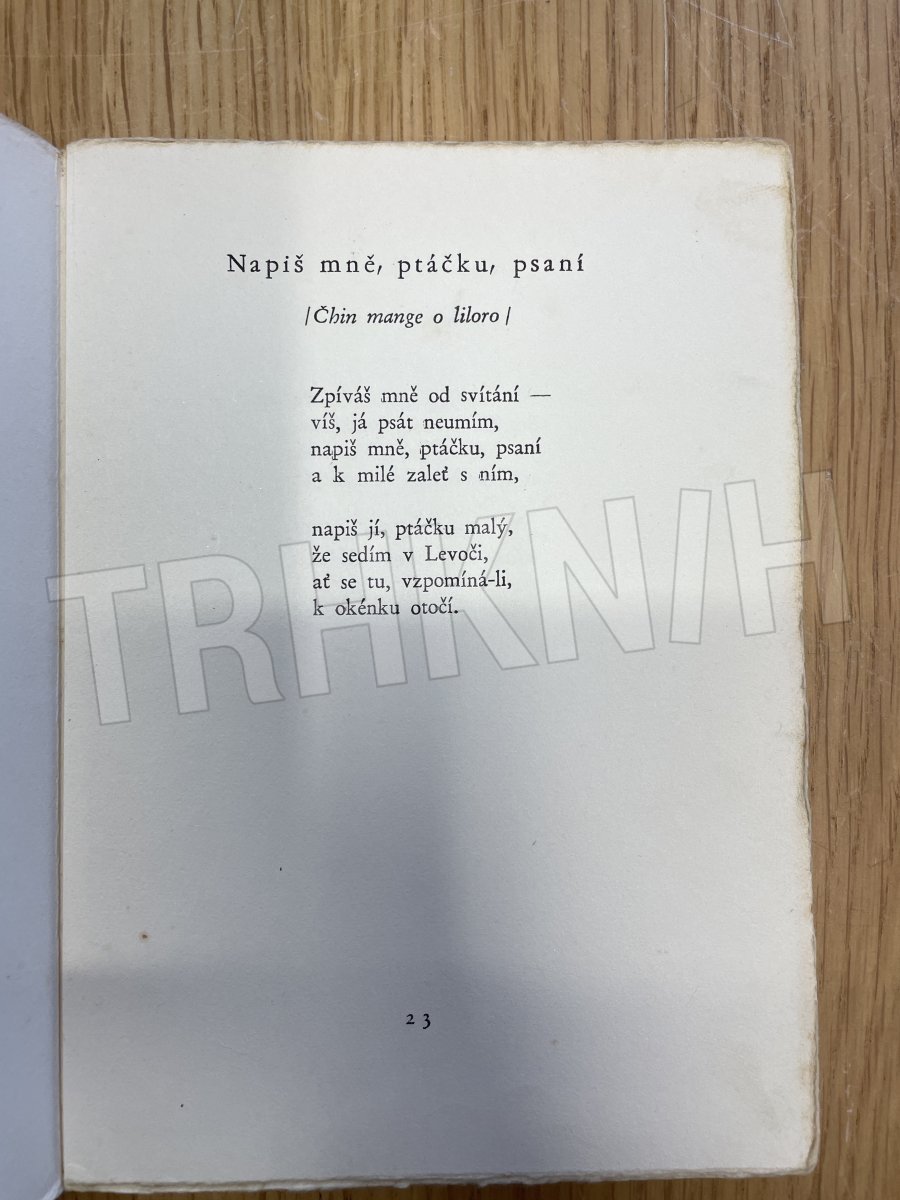 Napiš mně, ptáčku, psaní
/Čhin mange o liloro/
Zpíváš mně od svítání —
víš, já psát neumím,
napiš mně, ptáčku, psaní
a k milé zaleť s ním,
napiš jí, ptáčku malý,
že sedím v Levoči,
ať se tu, vzpomíná-li,
k okénku otočí.
TRHKNIH
23